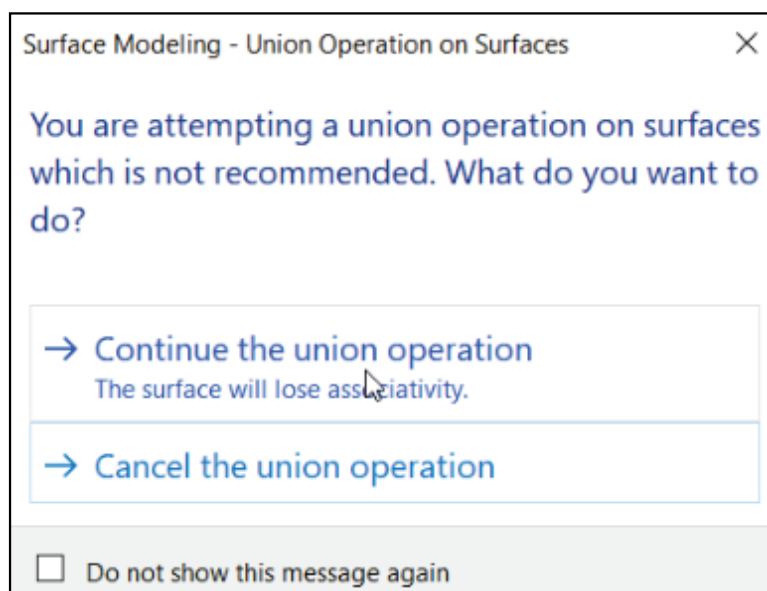 Surface Modeling - Union Operation on Surfaces
You are attempting a union operation on surfaces
which is not recommended. What do you want to
do?
Continue the union operation
The surface will lose associativity.
Cancel the union operation
Do not show this message again